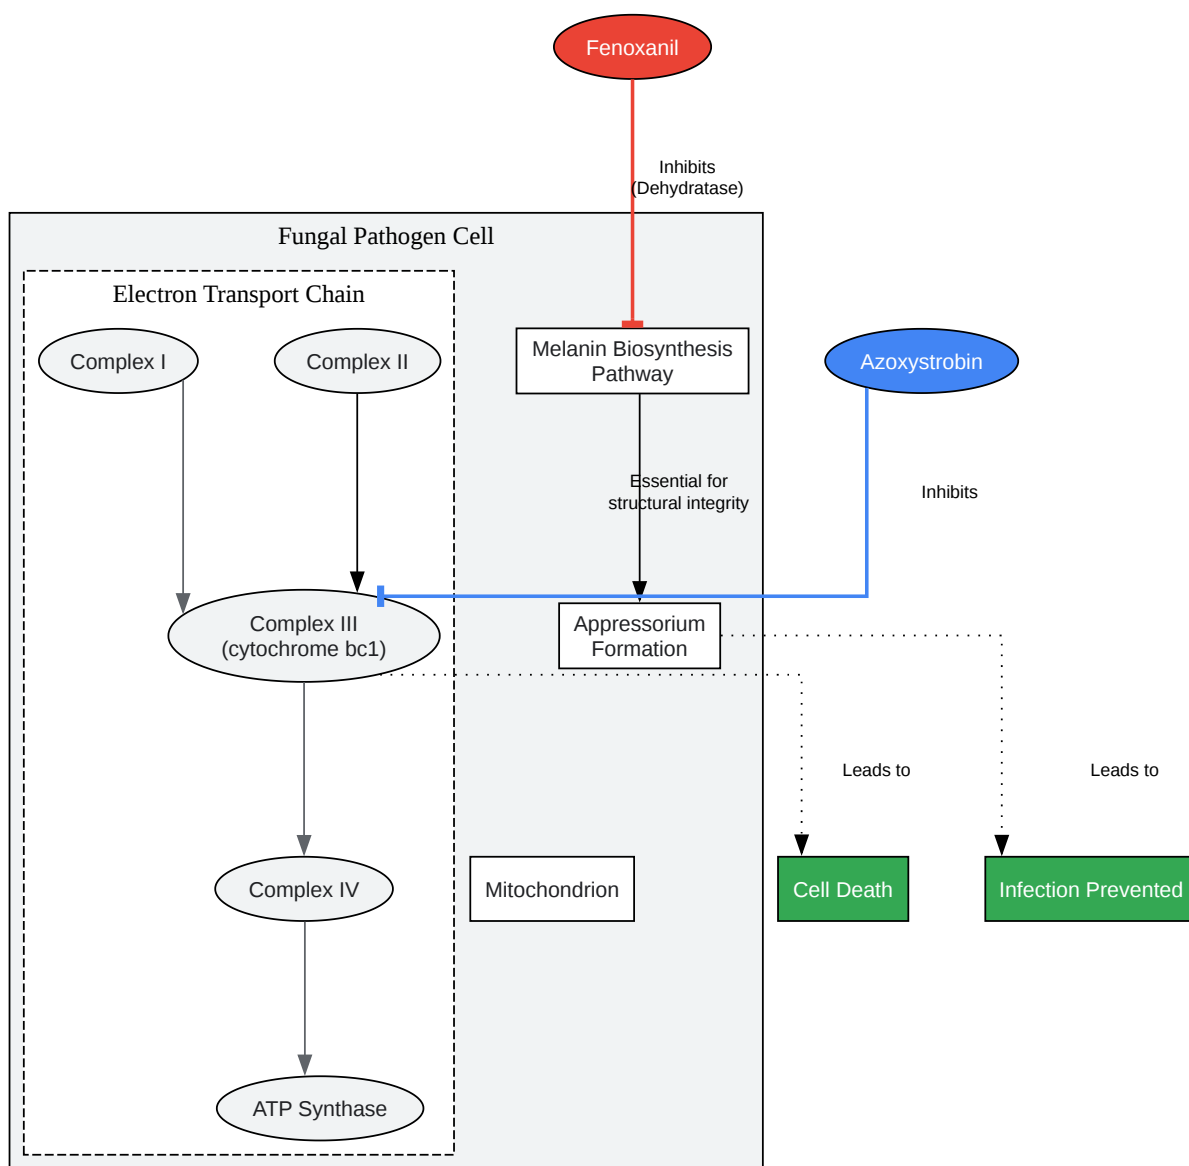 Fenoxanil
Inhibits
(Dehydratase)
Fungal Pathogen Cell
Electron Transport Chain
Complex I
Complex II
Melanin Biosynthesis
Pathway
Azoxystrobin
Essential for
structural integrity
Inhibits
Complex III
(cytochrome bc1)
Appressorium
Formation
Leads to
Leads to
Complex IV
Mitochondrion
Cell Death
Infection Prevented
ATP Synthase